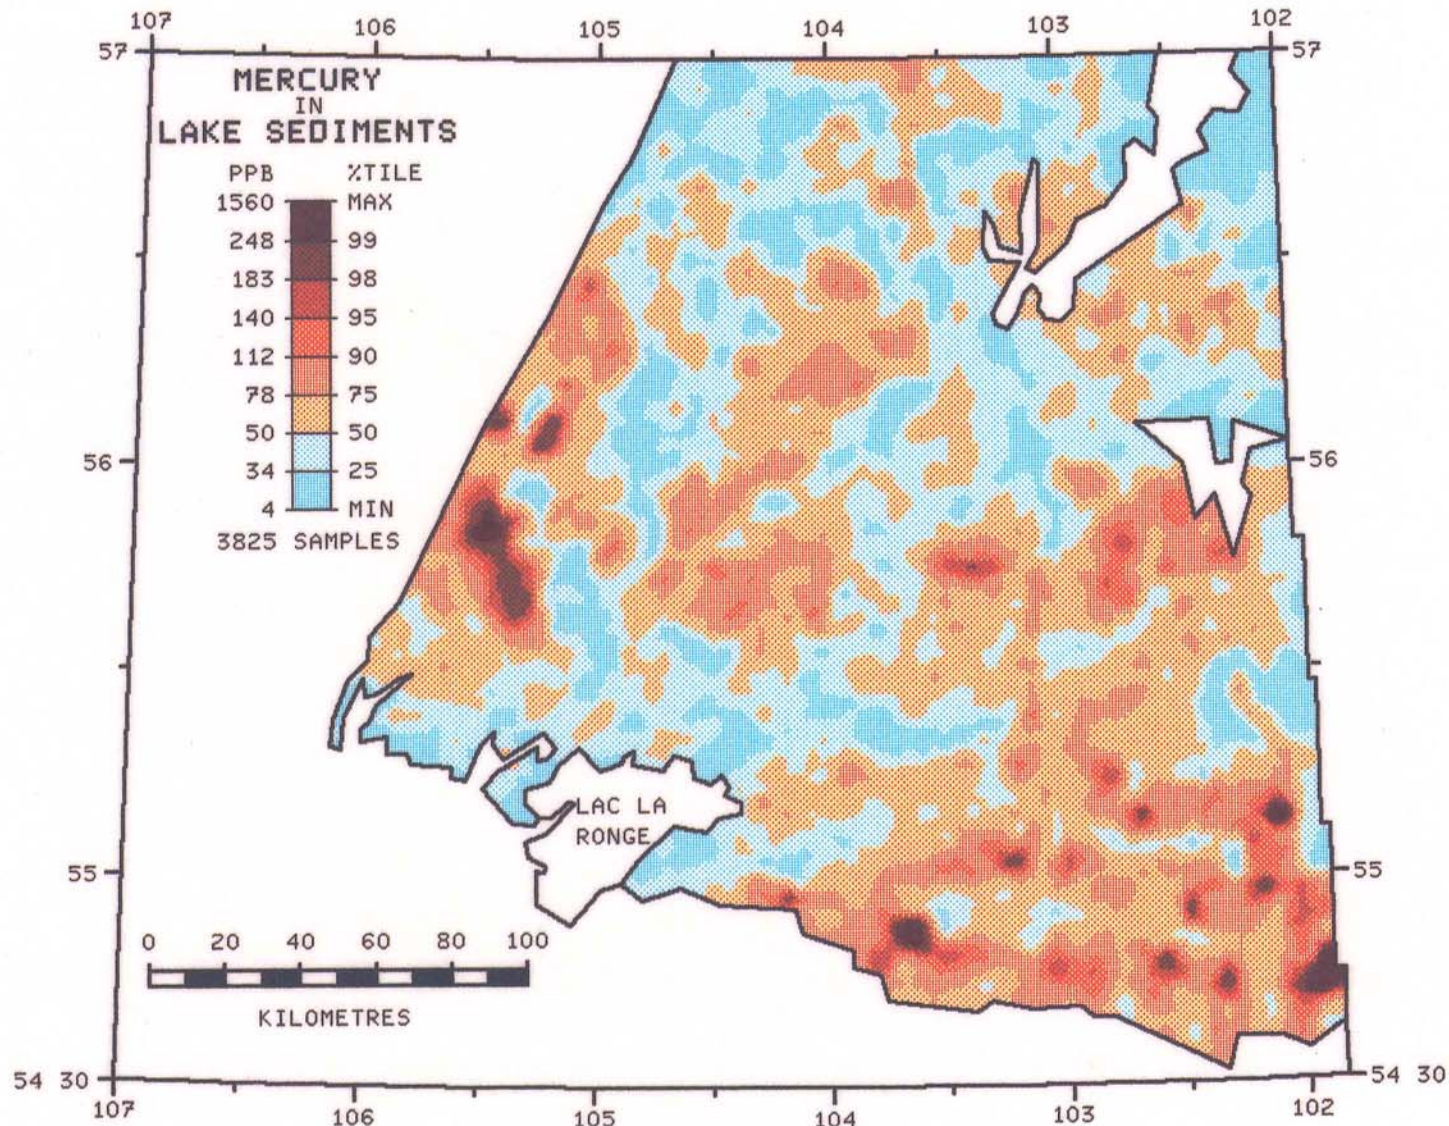 107 106 105 104 103 102
57 57
MERCURY
IN
LAKE SEDIMENTS
PPB %TILE
1560 MAX
248 99
183 98
140 95
112 90
78 75
50 50
34 25
4 MIN
3825 SAMPLES
56 56
LAC LA
RONGE
55 55
0 20 40 60 80 100
KILOMETRES
54 30 54 30
107 106 105 104 103 102